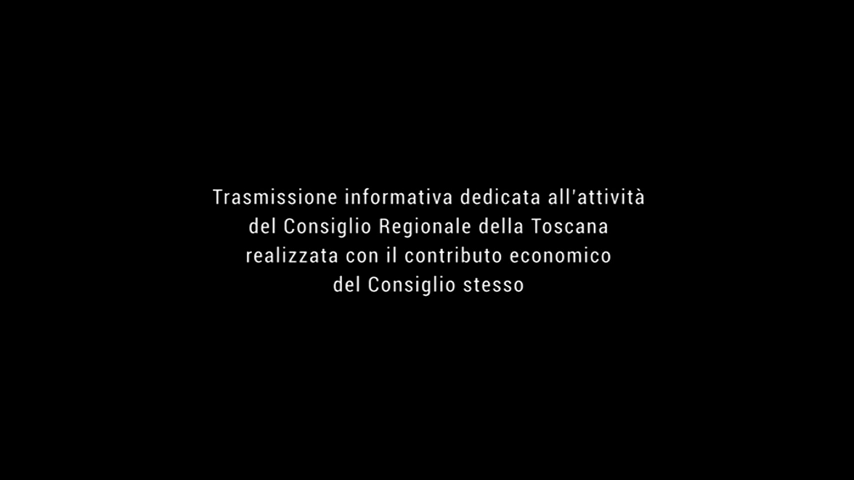 Trasmissione informativa dedicata all'attività
del Consiglio Regionale della Toscana
realizzata con il contributo economico
del Consiglio stesso